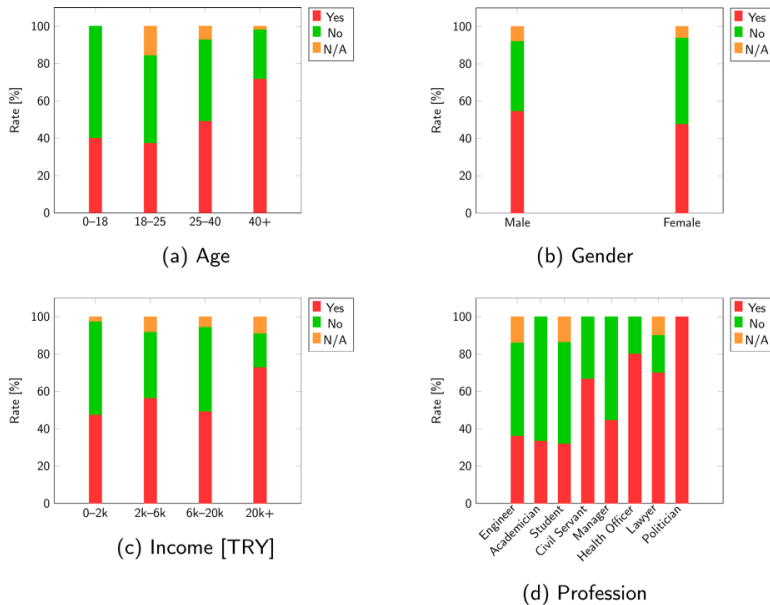 100
80
60
40
20
0
Rate [%]
0–18 18–25 25–40 40+
Yes
No
N/A
(a) Age
100
80
60
40
20
0
Rate [%]
Male Female
Yes
No
N/A
(b) Gender
100
80
60
40
20
0
Rate [%]
0–2k 2k–6k 6k–20k 20k+
Yes
No
N/A
(c) Income [TRY]
100
80
60
40
20
0
Rate [%]
Engineer
Academician
Student
Civil Servant
Manager
Health Officer
Lawyer
Politician
Yes
No
N/A
(d) Profession